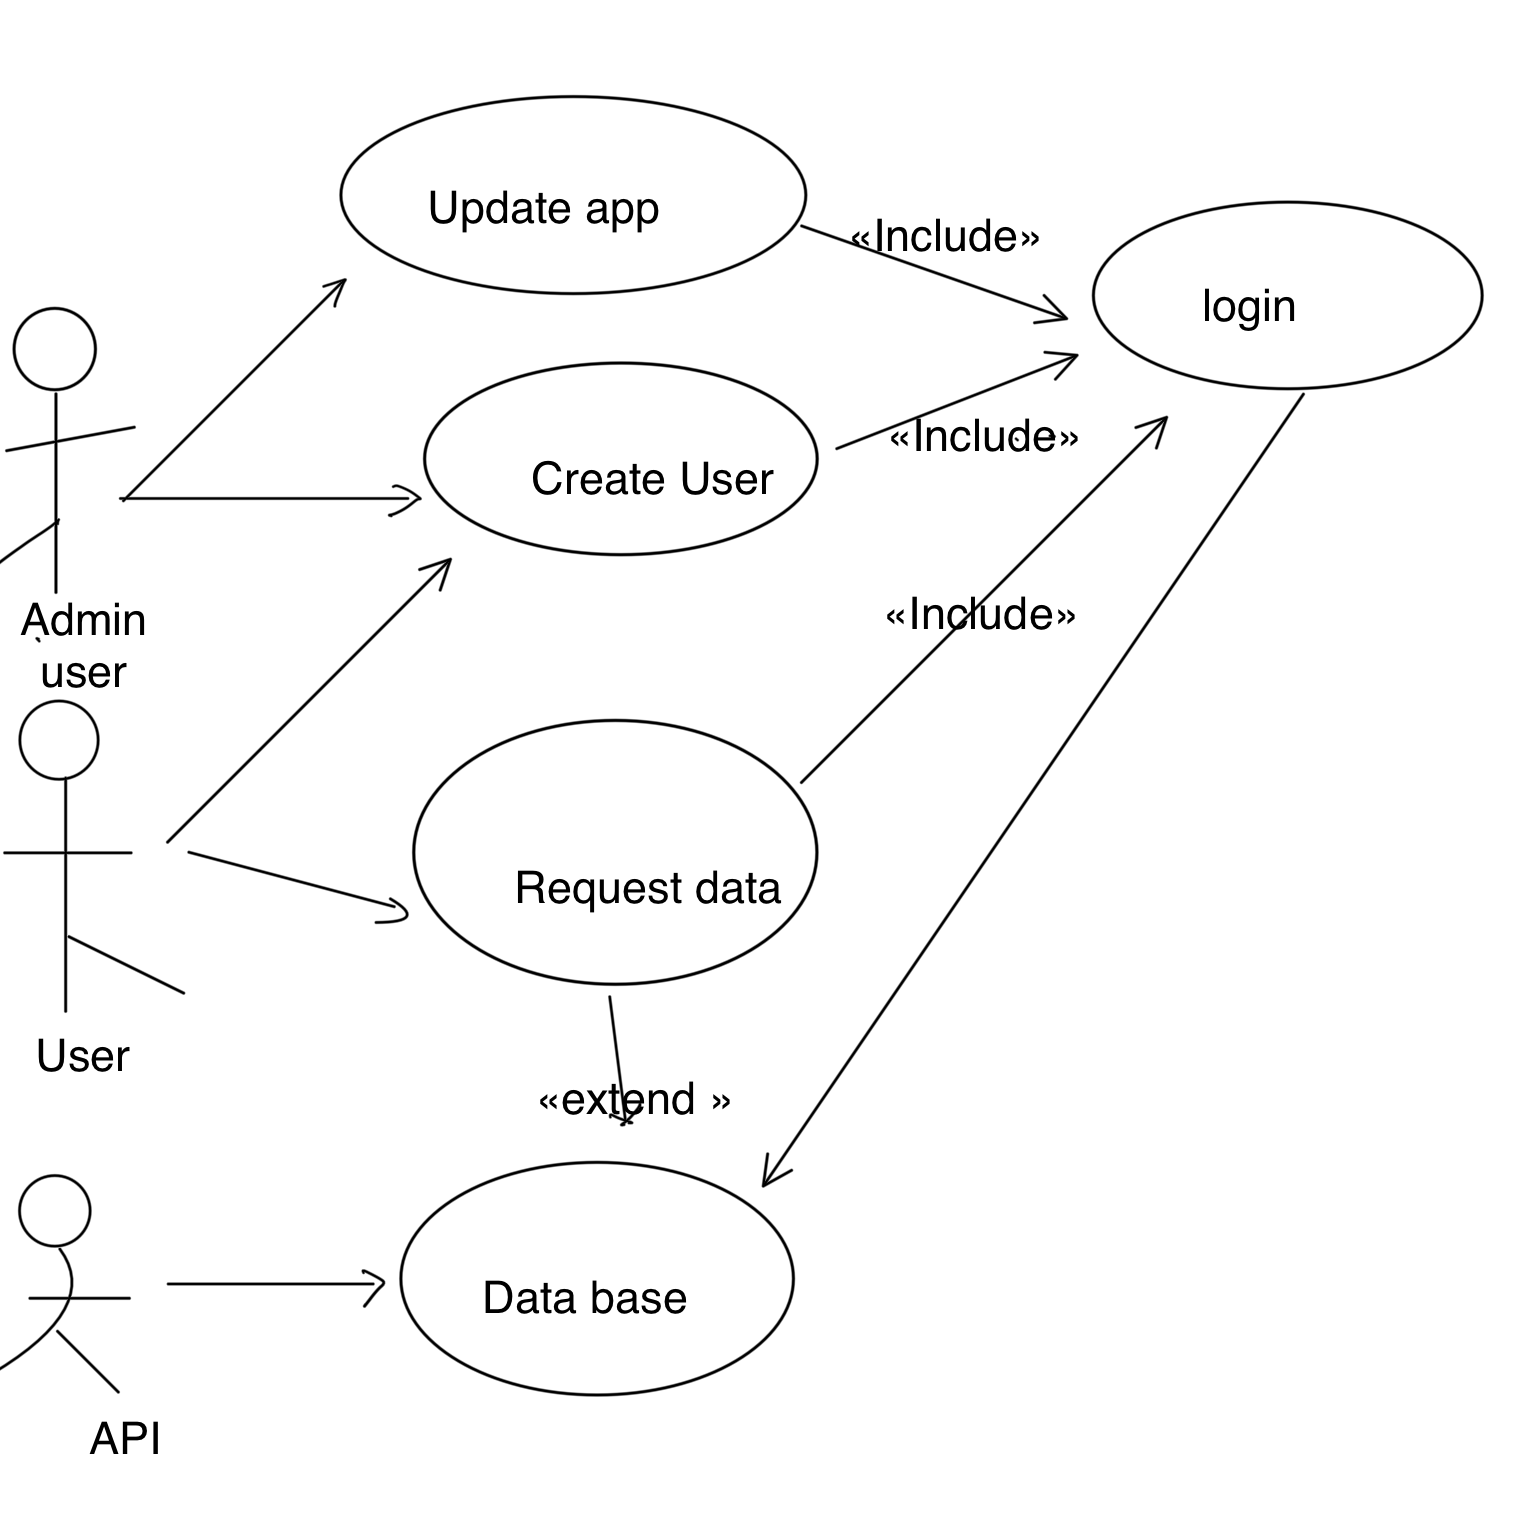 Update app
«Include»
login
Create User
«Include»
Admin
user
«Include»
Request data
User
«extend »
Data base
API